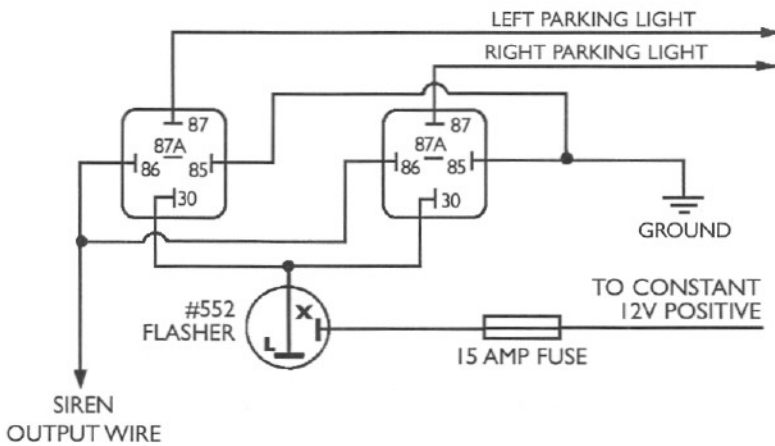 LEFT PARKING LIGHT
RIGHT PARKING LIGHT
87
87A
86
85
30
87
87A
86
85
30
GROUND
#552
FLASHER
X
L
TO CONSTANT
12V POSITIVE
15 AMP FUSE
SIREN
OUTPUT WIRE